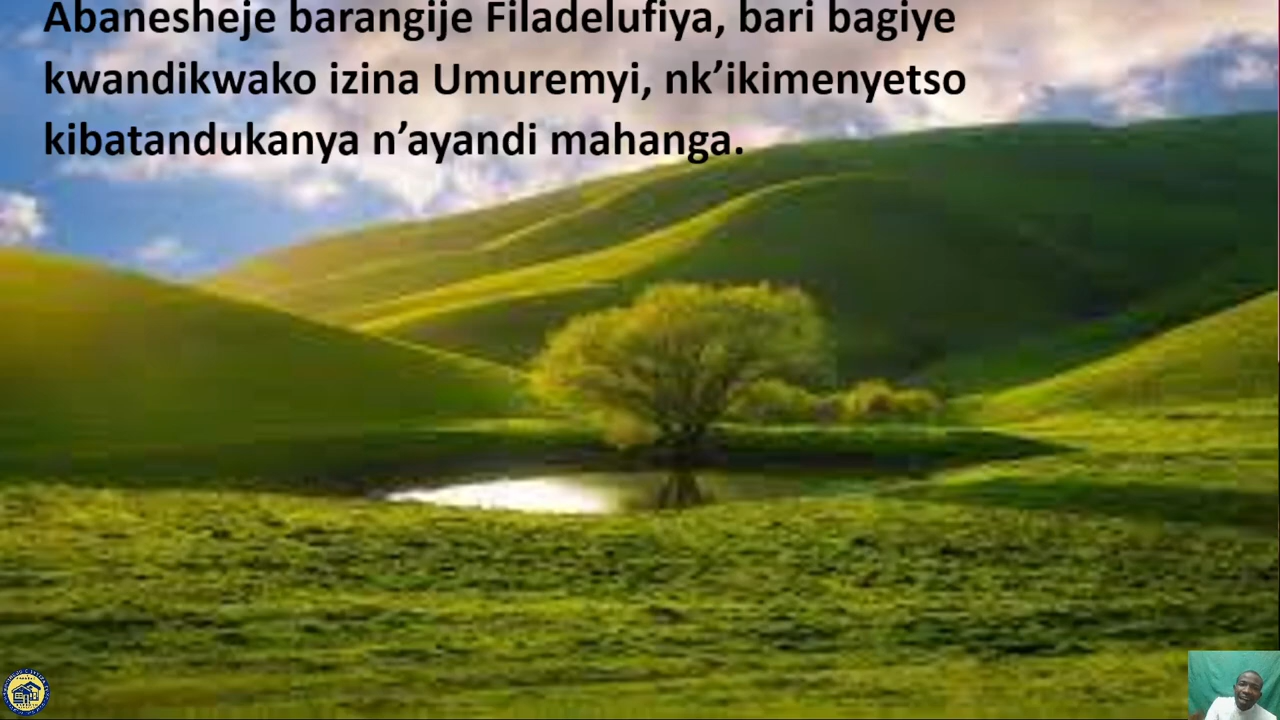 Abanesheje barangije Filadelufiya, bari bagiye
kwandikwako izina Umuremyi, nk’ikimenyetso
kibatandukanya n’ayandi mahanga.